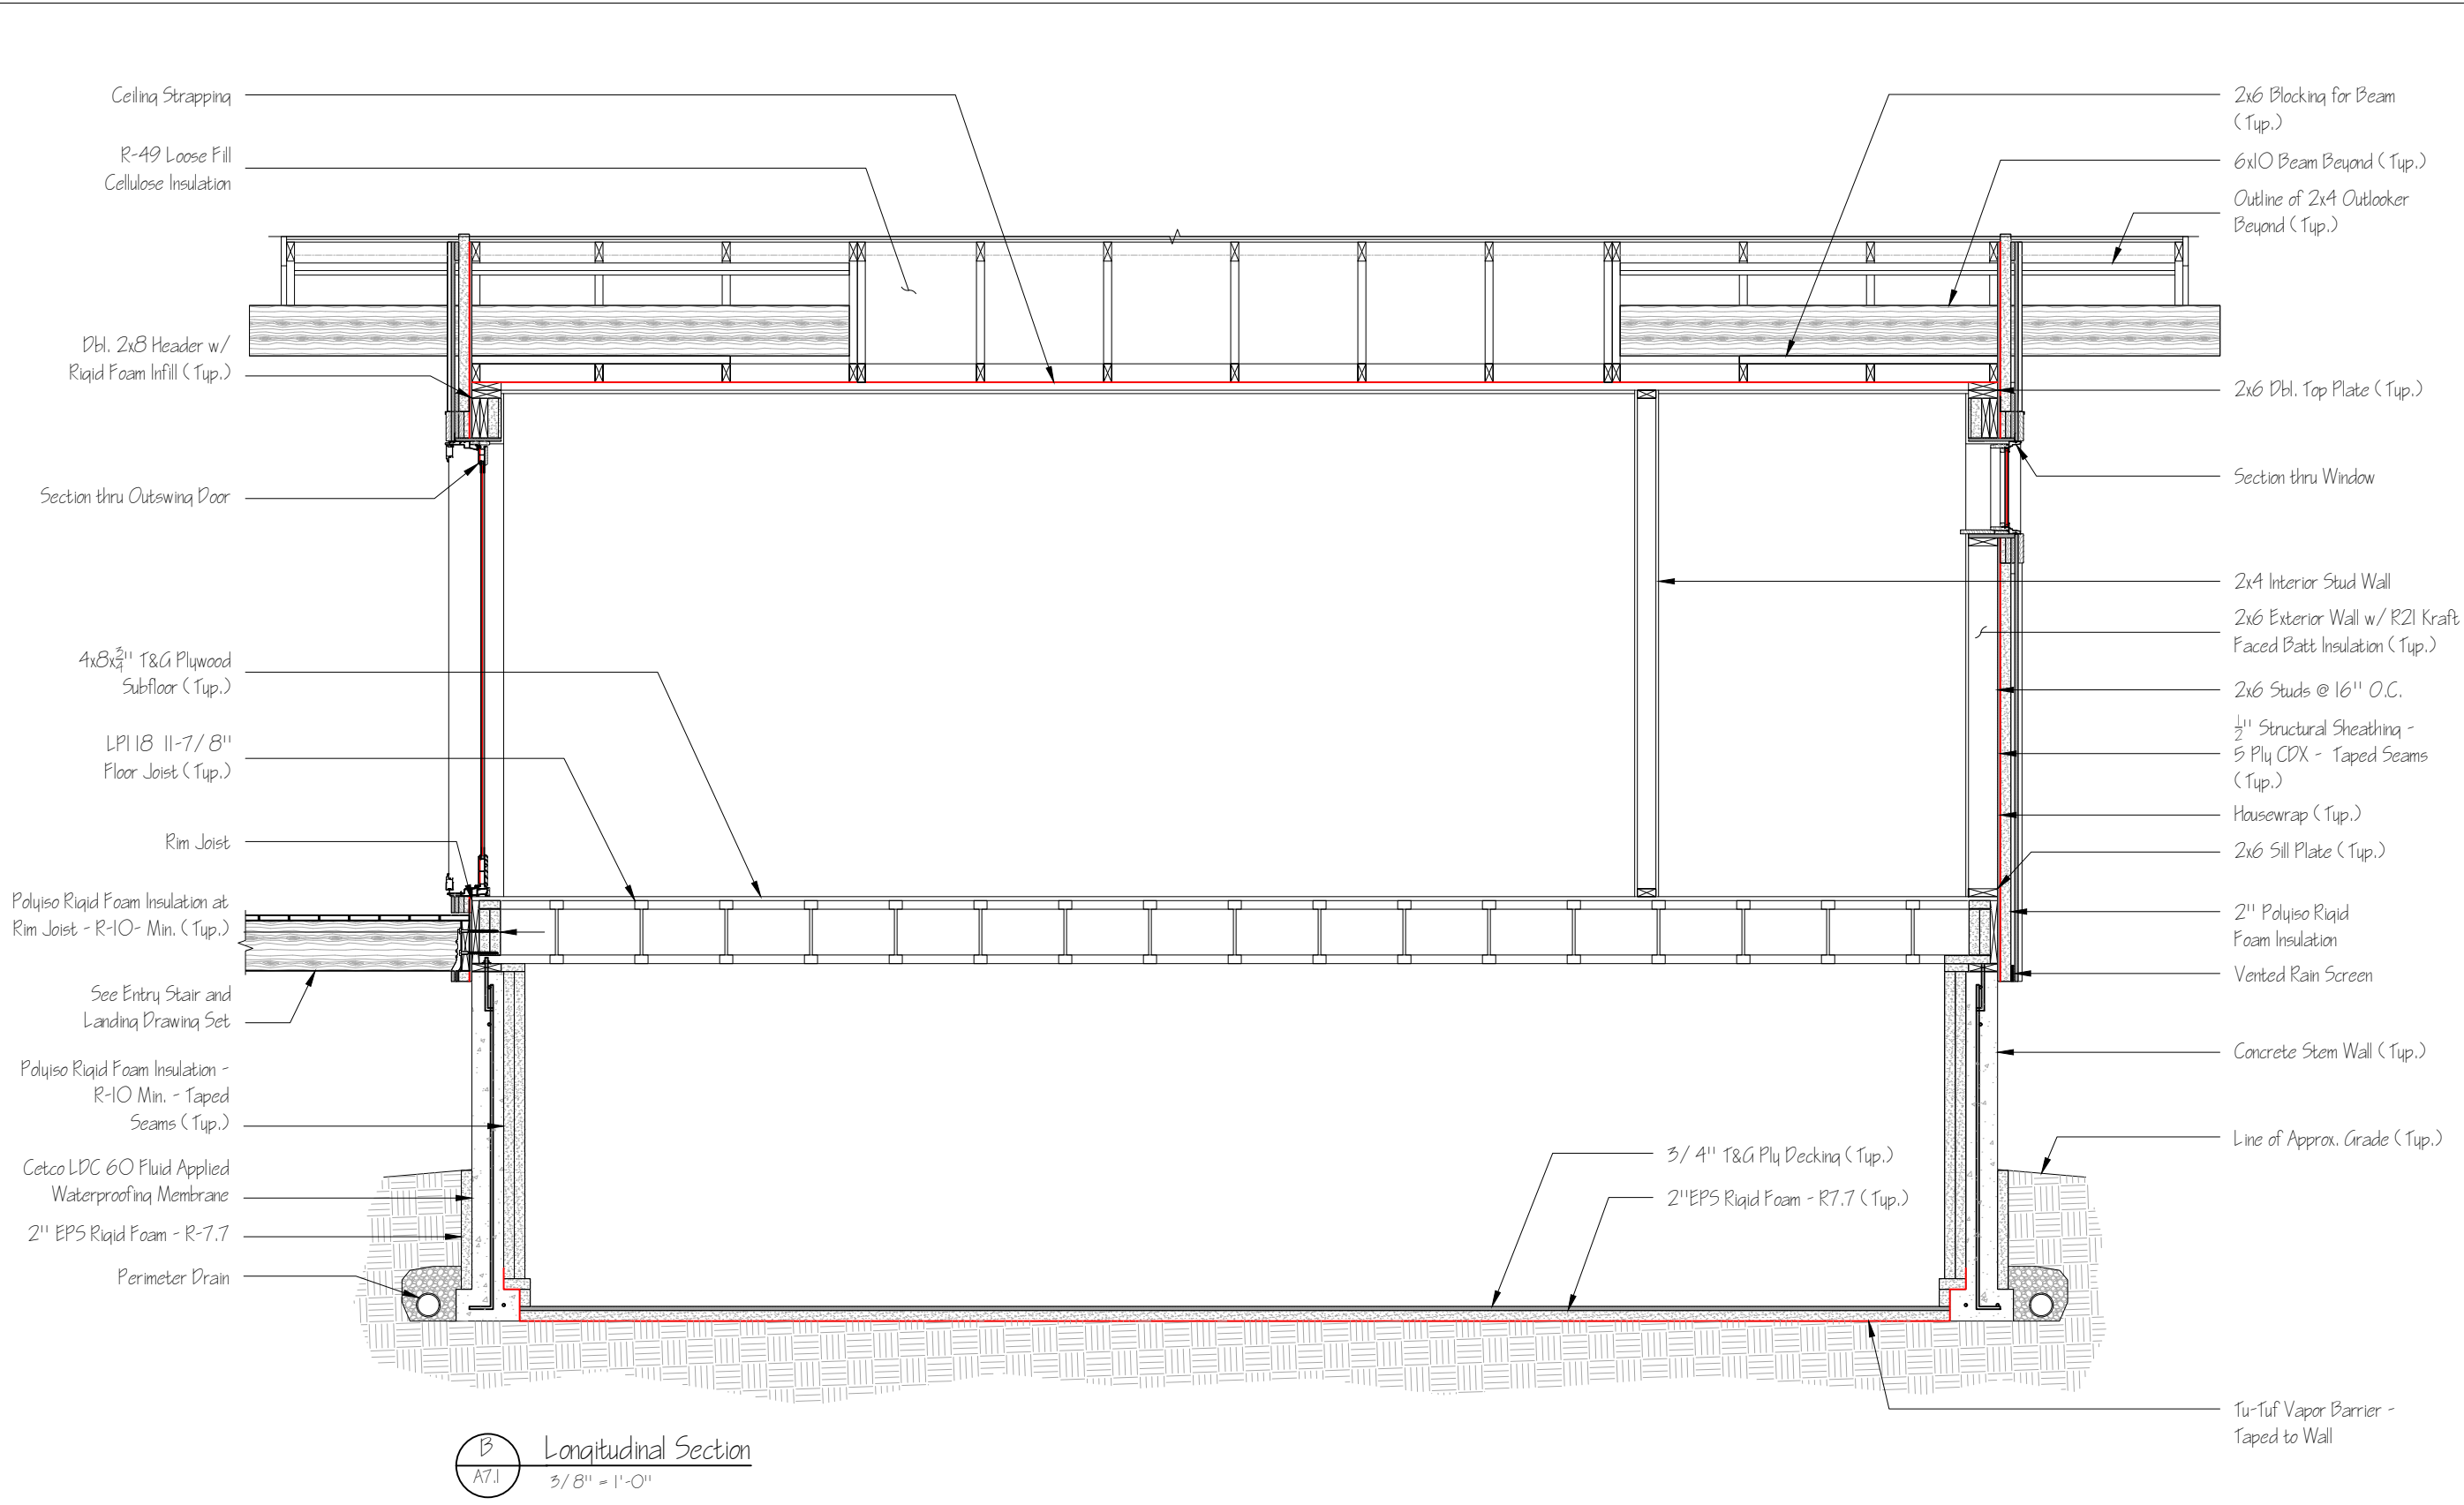 Ceiling Strapping
R-49 Loose Fill
Cellulose Insulation
Dbl. 2x8 Header w/
Rigid Foam Infill (Typ.)
Section thru Outswing Door
4x8x3/4" T&G Plywood
Subfloor (Typ.)
LPI 18 11-7/8"
Floor Joist (Typ.)
Rim Joist
Polyiso Rigid Foam Insulation at
Rim Joist - R-10- Min. (Typ.)
See Entry Stair and
Landing Drawing Set
Polyiso Rigid Foam Insulation -
R-10 Min. - Taped
Seams (Typ.)
Cetco LDC 60 Fluid Applied
Waterproofing Membrane
2" EPS Rigid Foam - R-7.7
Perimeter Drain
3/4" T&G Ply Decking (Typ.)
2"EPS Rigid Foam - R7.7 (Typ.)
2x6 Blocking for Beam
(Typ.)
6x10 Beam Beyond (Typ.)
Outline of 2x4 Outlooker
Beyond (Typ.)
2x6 Dbl. Top Plate (Typ.)
Section thru Window
2x4 Interior Stud Wall
2x6 Exterior Wall w/ R21 Kraft
Faced Batt Insulation (Typ.)
2x6 Studs @ 16" O.C.
1/2" Structural Sheathing -
5 Ply CDX - Taped Seams
(Typ.)
Housewrap (Typ.)
2x6 Sill Plate (Typ.)
2" Polyiso Rigid
Foam Insulation
Vented Rain Screen
Concrete Stem Wall (Typ.)
Line of Approx. Grade (Typ.)
Tu-Tuf Vapor Barrier -
Taped to Wall
B
A7.1
Longitudinal Section
3/8" = 1'-0"